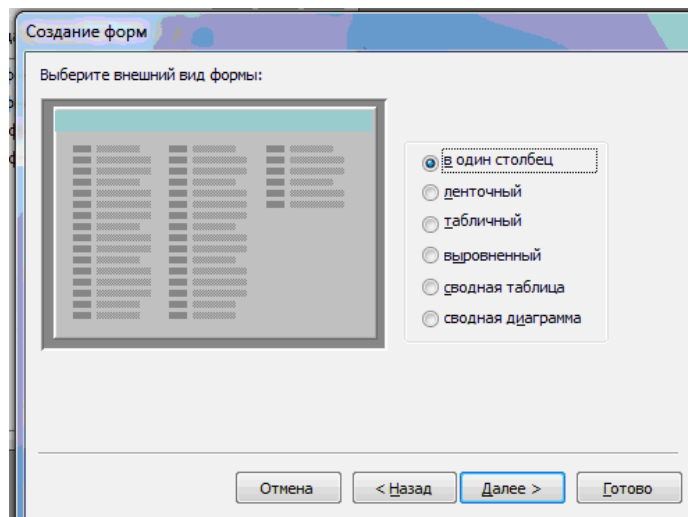 Создание форм
Выберите внешний вид формы:
в один столбец
ленточный
табличный
выровненный
сводная таблица
сводная диаграмма
Отмена
< Назад
Далее >
Готово